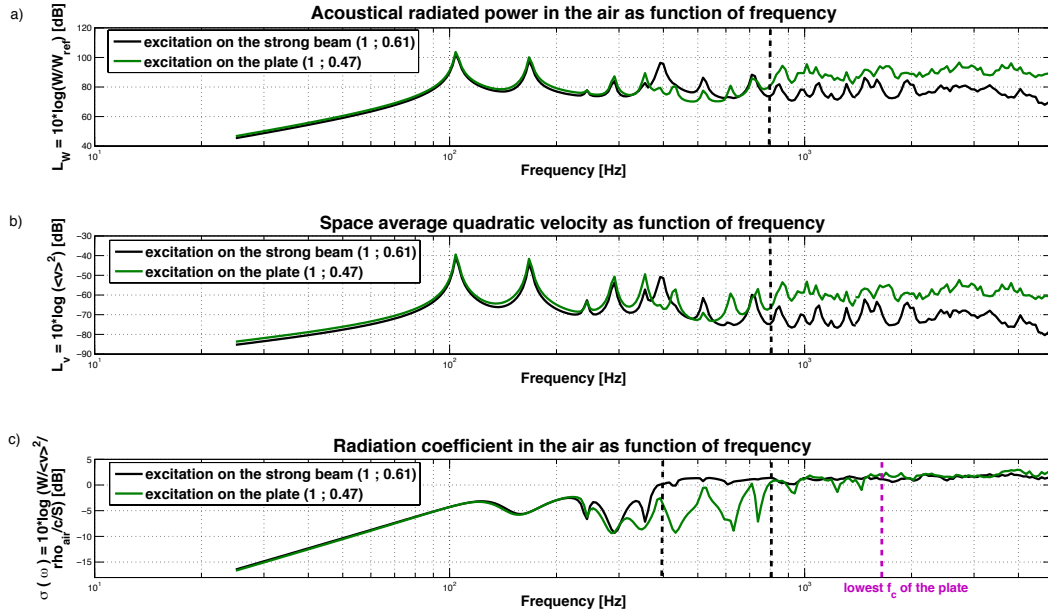 a)
Acoustical radiated power in the air as function of frequency
L_W = 10*log(W/W_ref) [dB]
120
100
80
60
40
excitation on the strong beam (1 ; 0.61)
excitation on the plate (1 ; 0.47)
10^1
10^2
10^3
Frequency [Hz]
b)
Space average quadratic velocity as function of frequency
L_v = 10*log (<v>^2) [dB]
−30
−40
−50
−60
−70
−80
−90
excitation on the strong beam (1 ; 0.61)
excitation on the plate (1 ; 0.47)
10^1
10^2
10^3
Frequency [Hz]
c)
Radiation coefficient in the air as function of frequency
σ (ω) = 10*log (W/<v>^2/
rho_air/c/S) [dB]
5
0
−5
−10
−15
excitation on the strong beam (1 ; 0.61)
excitation on the plate (1 ; 0.47)
10^1
10^2
10^3
lowest f_c of the plate
Frequency [Hz]